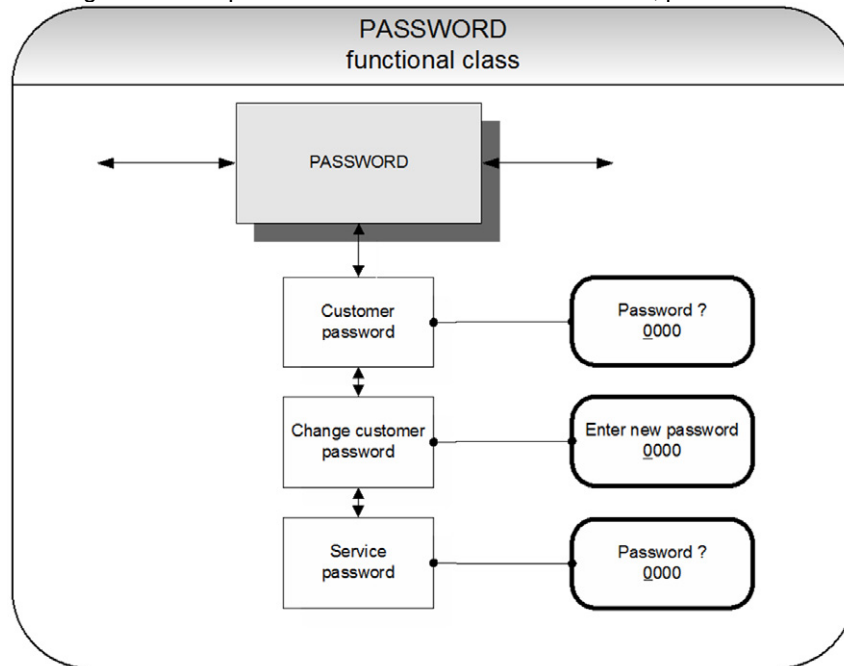 PASSWORD
functional class
PASSWORD
Customer
password
Password ?
0000
Change customer
password
Enter new password
0000
Service
password
Password ?
0000